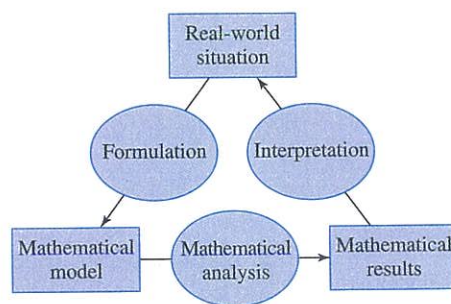 Real-world
situation
Formulation
Interpretation
Mathematical
model
Mathematical
analysis
Mathematical
results